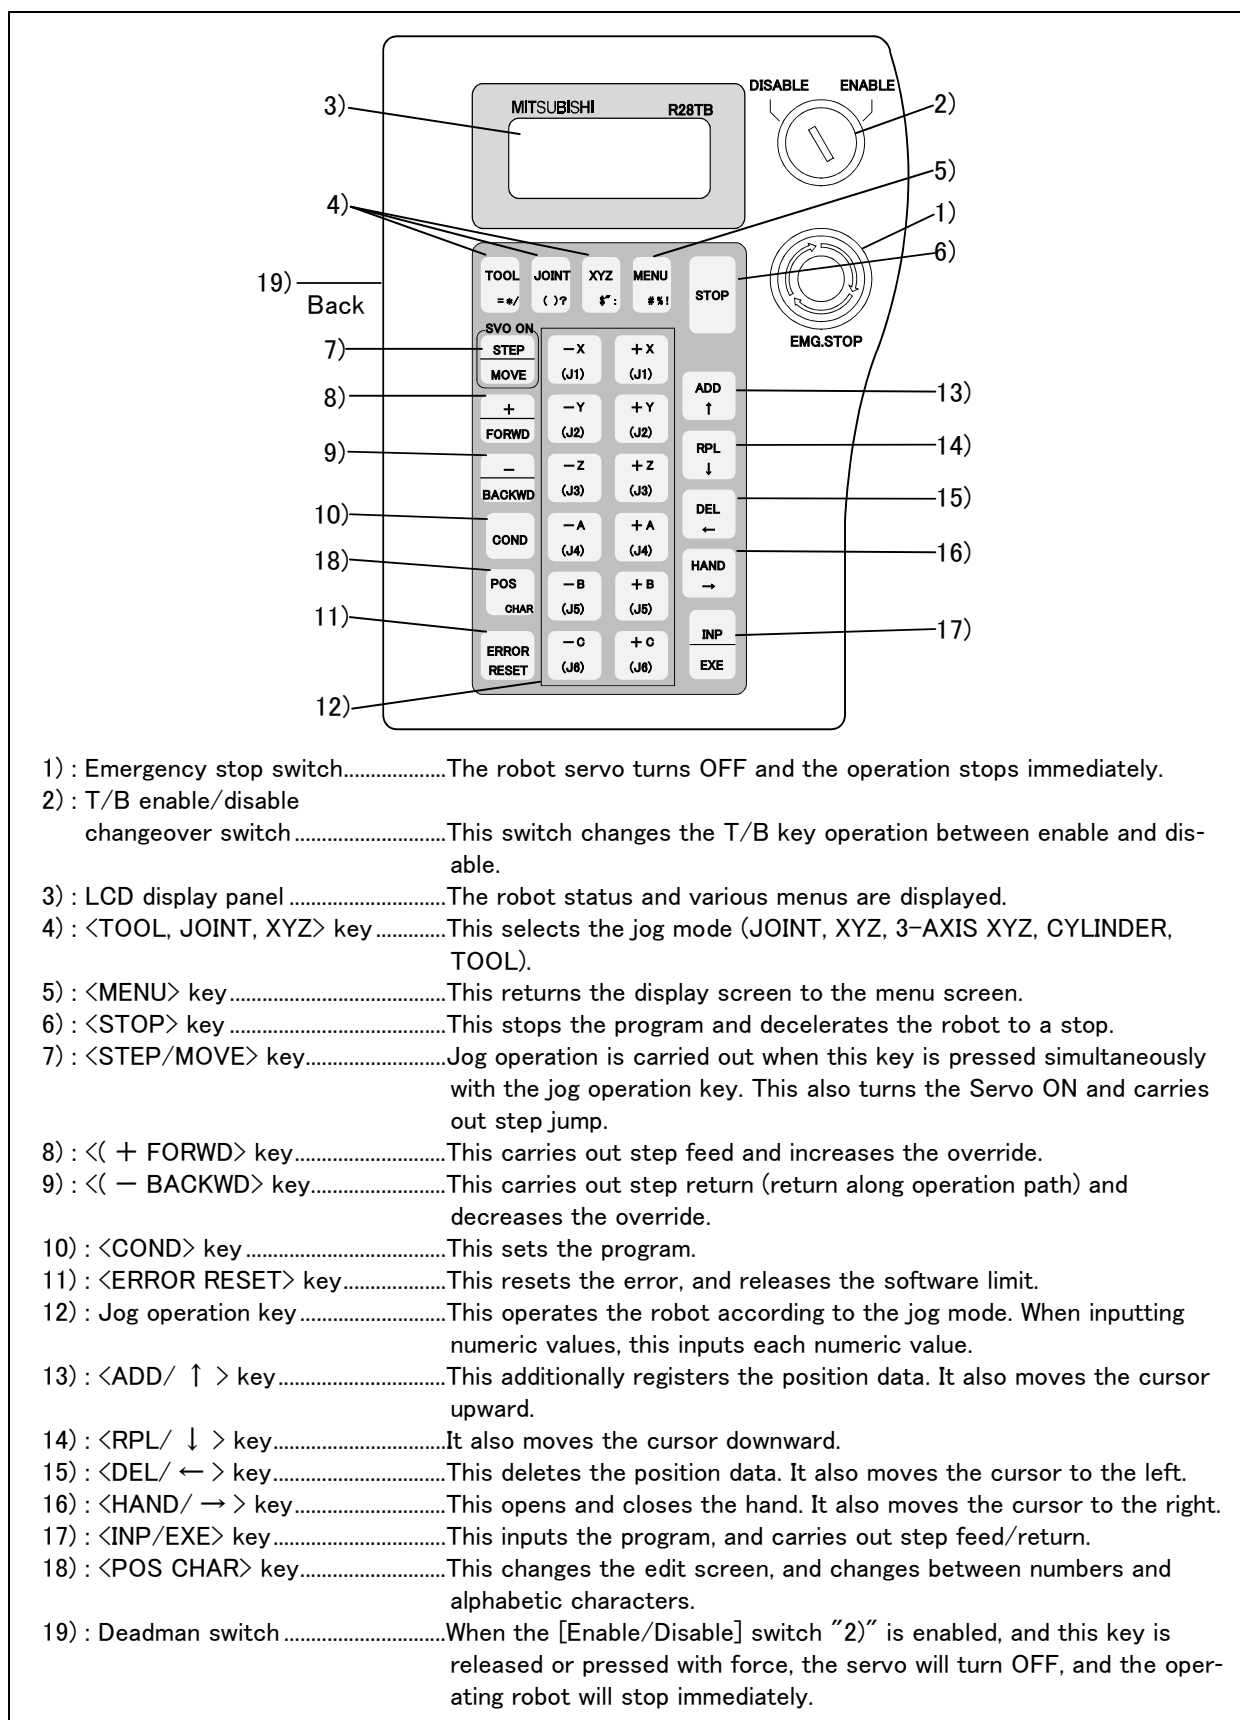 DISABLE ENABLE
3) MITSUBISHI R28TB 2)
5)
4) 1)
6)
TOOL JOINT XYZ MENU
=*/ ( )? $": #%! STOP
19)
Back
SVO ON EMG.STOP
7) STEP −X +X
MOVE (J1) (J1)
8) ADD 13)
+ −Y +Y ↑
FORWD (J2) (J2)
9) RPL 14)
− −Z +Z ↓
BACKWD (J3) (J3)
10) DEL 15)
COND −A +A ←
(J4) (J4)
18) HAND 16)
POS −B +B →
CHAR (J5) (J5)
11) INP 17)
ERROR −C +C
RESET (J6) (J6) EXE
12)
1) : Emergency stop switch...................The robot servo turns OFF and the operation stops immediately.
2) : T/B enable/disable
changeover switch ............................This switch changes the T/B key operation between enable and dis-
able.
3) : LCD display panel .............................The robot status and various menus are displayed.
4) : <TOOL, JOINT, XYZ> key.............This selects the jog mode (JOINT, XYZ, 3-AXIS XYZ, CYLINDER,
TOOL).
5) : <MENU> key........................................This returns the display screen to the menu screen.
6) : <STOP> key ........................................This stops the program and decelerates the robot to a stop.
7) : <STEP/MOVE> key..........................Jog operation is carried out when this key is pressed simultaneously
with the jog operation key. This also turns the Servo ON and carries
out step jump.
8) : <( + FORWD> key............................This carries out step feed and increases the override.
9) : <( − BACKWD> key.........................This carries out step return (return along operation path) and
decreases the override.
10) : <COND> key.....................................This sets the program.
11) : <ERROR RESET> key...................This resets the error, and releases the software limit.
12) : Jog operation key...........................This operates the robot according to the jog mode. When inputting
numeric values, this inputs each numeric value.
13) : <ADD/ ↑ > key...............................This additionally registers the position data. It also moves the cursor
upward.
14) : <RPL/ ↓ > key................................It also moves the cursor downward.
15) : <DEL/ ← > key................................This deletes the position data. It also moves the cursor to the left.
16) : <HAND/ → > key............................This opens and closes the hand. It also moves the cursor to the right.
17) : <INP/EXE> key...............................This inputs the program, and carries out step feed/return.
18) : <POS CHAR> key...........................This changes the edit screen, and changes between numbers and
alphabetic characters.
19) : Deadman switch ..............................When the [Enable/Disable] switch "2)" is enabled, and this key is
released or pressed with force, the servo will turn OFF, and the oper-
ating robot will stop immediately.